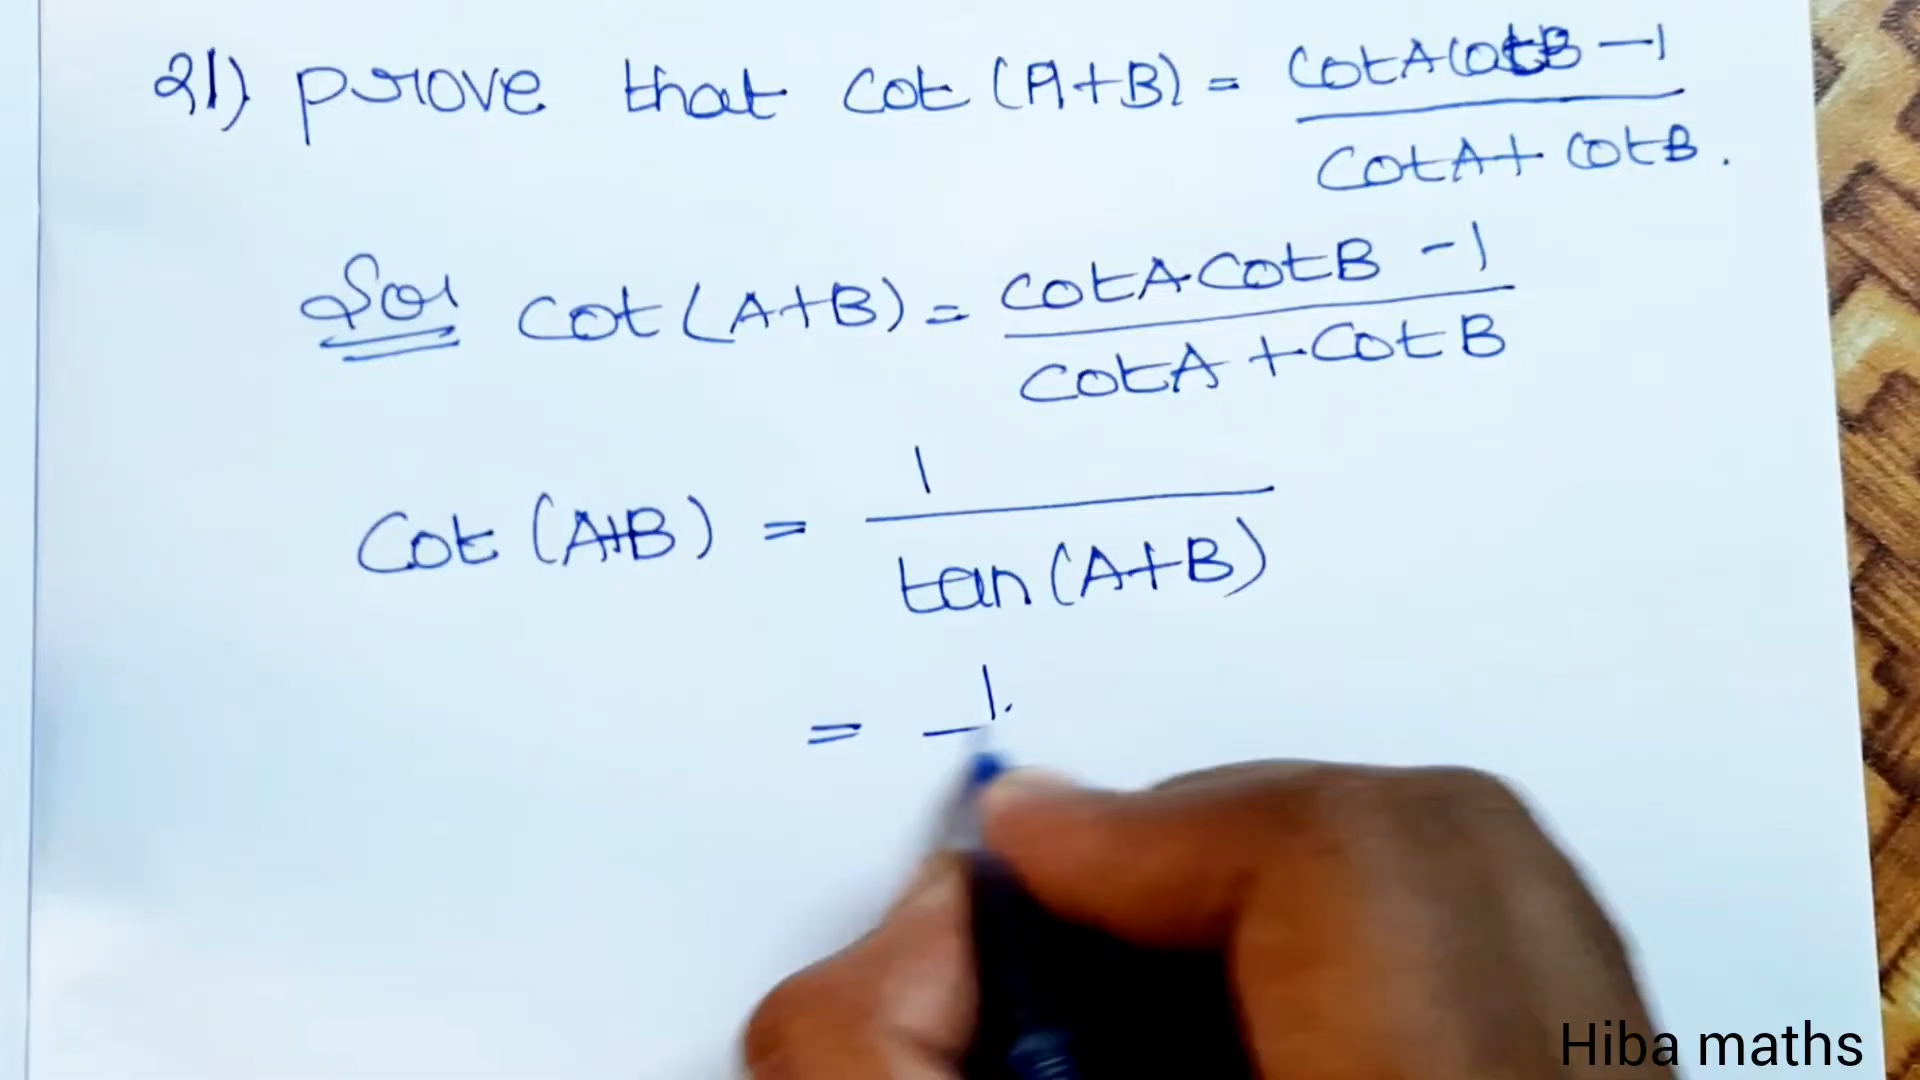 21) prove that cot (A+B) = cotA cotB - 1 / cotA + cotB.
Sol cot (A+B) = cotA cotB - 1 / cotA + cotB
cot (A+B) = 1 / tan (A+B)
= 1
Hiba maths